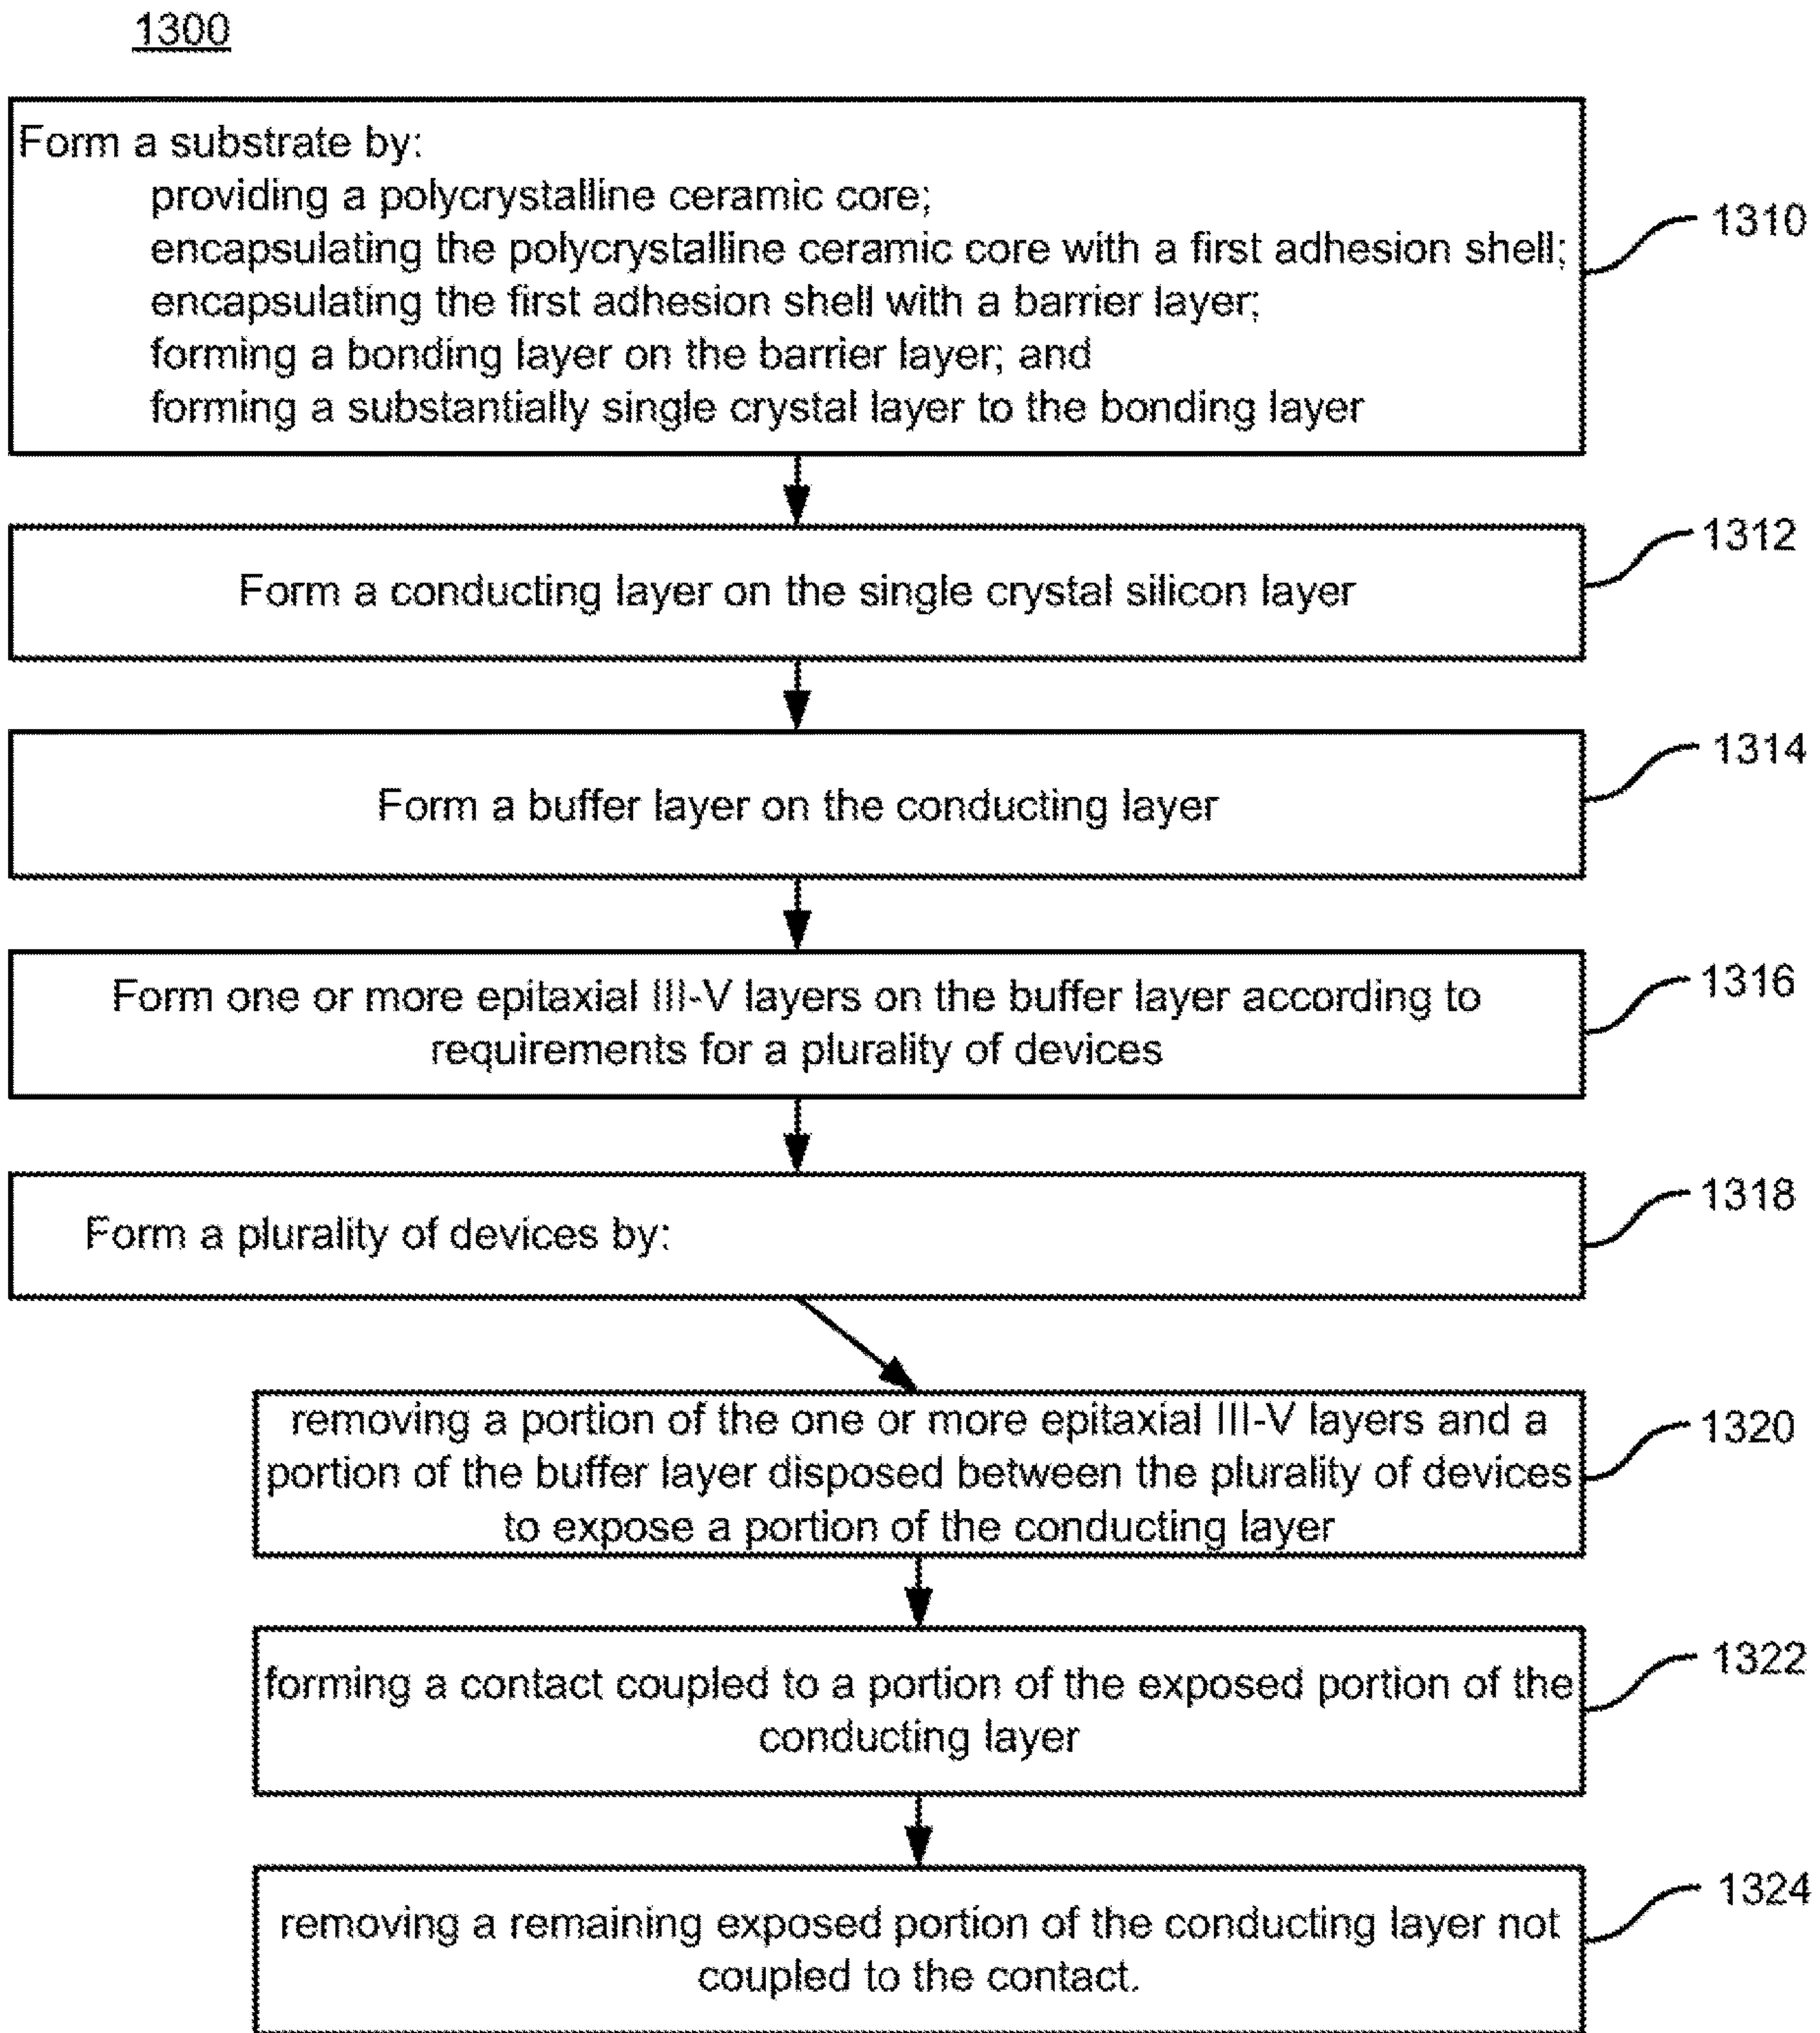 1300
Form a substrate by:
providing a polycrystalline ceramic core;
encapsulating the polycrystalline ceramic core with a first adhesion shell;
encapsulating the first adhesion shell with a barrier layer;
forming a bonding layer on the barrier layer; and
forming a substantially single crystal layer to the bonding layer
1310
Form a conducting layer on the single crystal silicon layer
1312
Form a buffer layer on the conducting layer
1314
Form one or more epitaxial III-V layers on the buffer layer according to
requirements for a plurality of devices
1316
Form a plurality of devices by:
1318
removing a portion of the one or more epitaxial III-V layers and a
portion of the buffer layer disposed between the plurality of devices
to expose a portion of the conducting layer
1320
forming a contact coupled to a portion of the exposed portion of the
conducting layer
1322
removing a remaining exposed portion of the conducting layer not
coupled to the contact.
1324